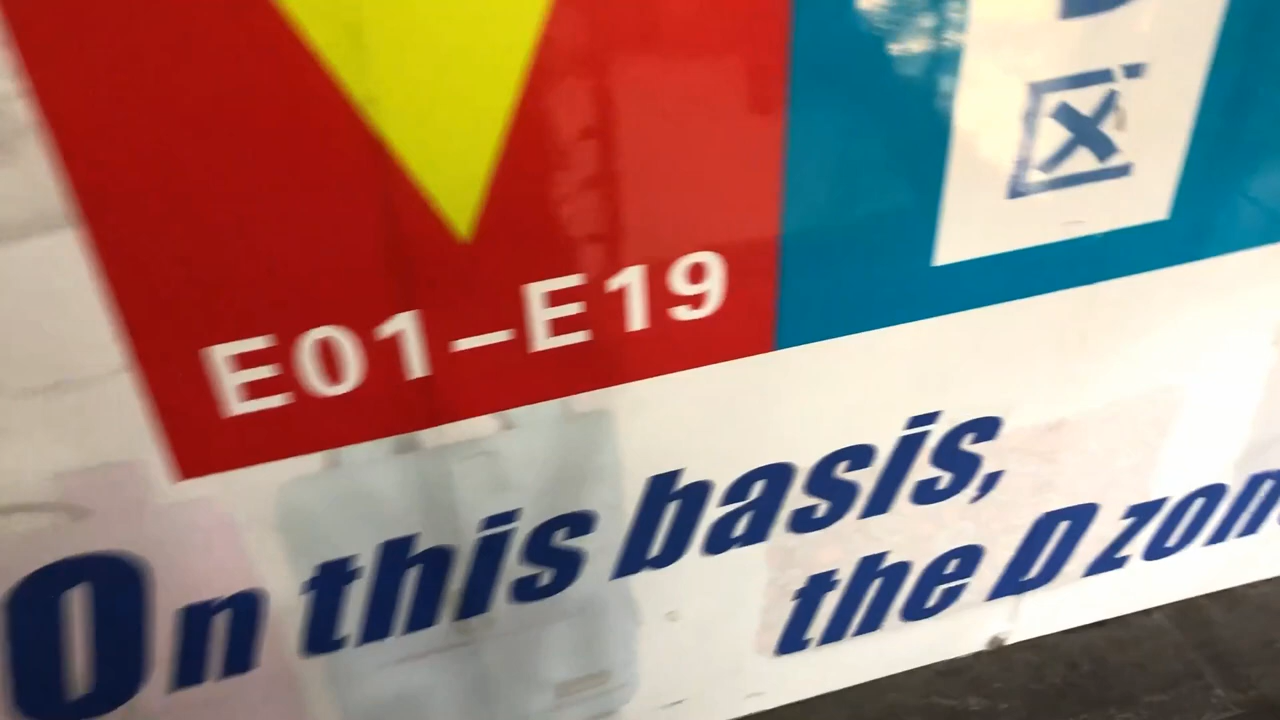 区
E01–E19
On this basis,
the D zon